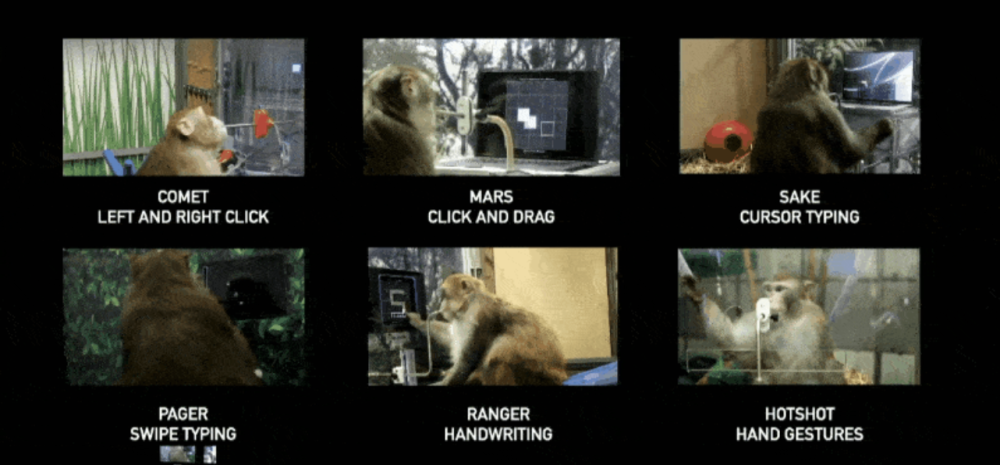 COMET
LEFT AND RIGHT CLICK
MARS
CLICK AND DRAG
SAKE
CURSOR TYPING
5
PAGER
SWIPE TYPING
RANGER
HANDWRITING
HOTSHOT
HAND GESTURES